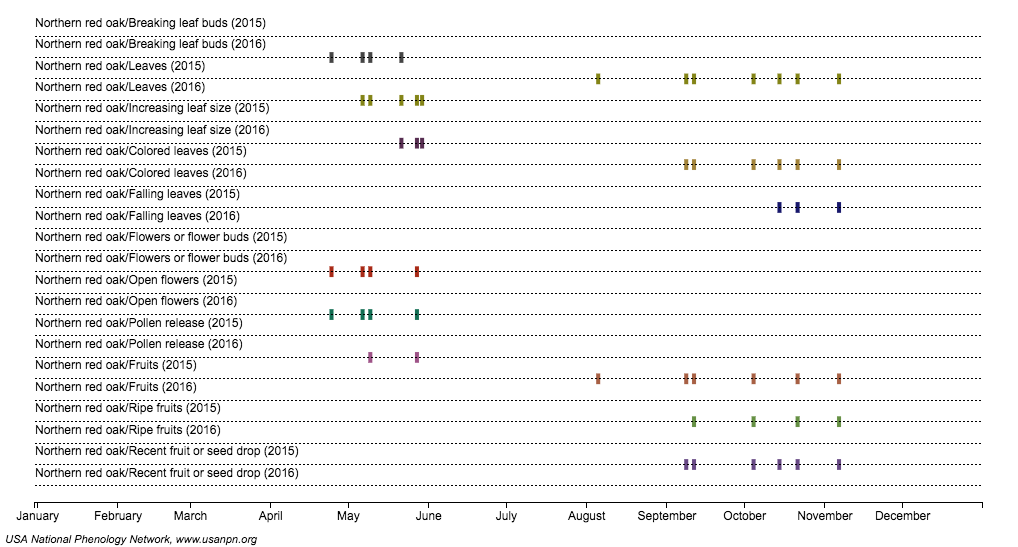 Northern red oak/Breaking leaf buds (2015)
Northern red oak/Breaking leaf buds (2016)
Northern red oak/Leaves (2015)
Northern red oak/Leaves (2016)
Northern red oak/Increasing leaf size (2015)
Northern red oak/Increasing leaf size (2016)
Northern red oak/Colored leaves (2015)
Northern red oak/Colored leaves (2016)
Northern red oak/Falling leaves (2015)
Northern red oak/Falling leaves (2016)
Northern red oak/Flowers or flower buds (2015)
Northern red oak/Flowers or flower buds (2016)
Northern red oak/Open flowers (2015)
Northern red oak/Open flowers (2016)
Northern red oak/Pollen release (2015)
Northern red oak/Pollen release (2016)
Northern red oak/Fruits (2015)
Northern red oak/Fruits (2016)
Northern red oak/Ripe fruits (2015)
Northern red oak/Ripe fruits (2016)
Northern red oak/Recent fruit or seed drop (2015)
Northern red oak/Recent fruit or seed drop (2016)
January February March April May June July August September October November December
USA National Phenology Network, www.usanpn.org